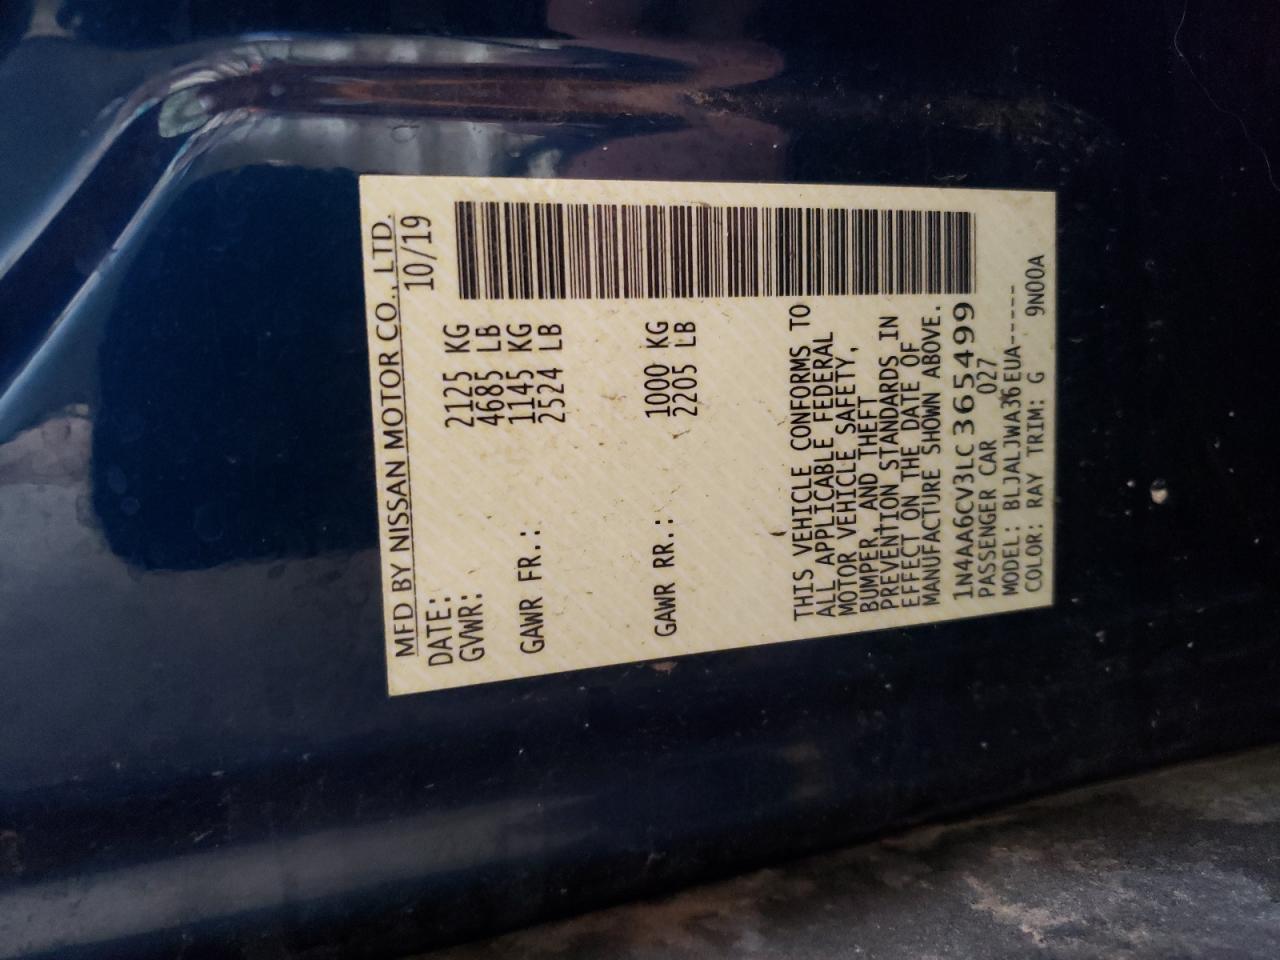 MFD BY NISSAN MOTOR CO., LTD.
DATE: 10/19
GVWR: 2125 KG
4685 LB
GAWR FR.: 1145 KG
2524 LB
GAWR RR.: 1000 KG
2205 LB
THIS VEHICLE CONFORMS TO
ALL APPLICABLE FEDERAL
MOTOR VEHICLE SAFETY,
BUMPER, AND THEFT
PREVENTION STANDARDS IN
EFFECT ON THE DATE OF
MANUFACTURE SHOWN ABOVE.
1N4AA6CV3LC 365499
PASSENGER CAR 027
MODEL: BLJALJWA36EUA-----
COLOR: RAY TRIM: G 9N00A